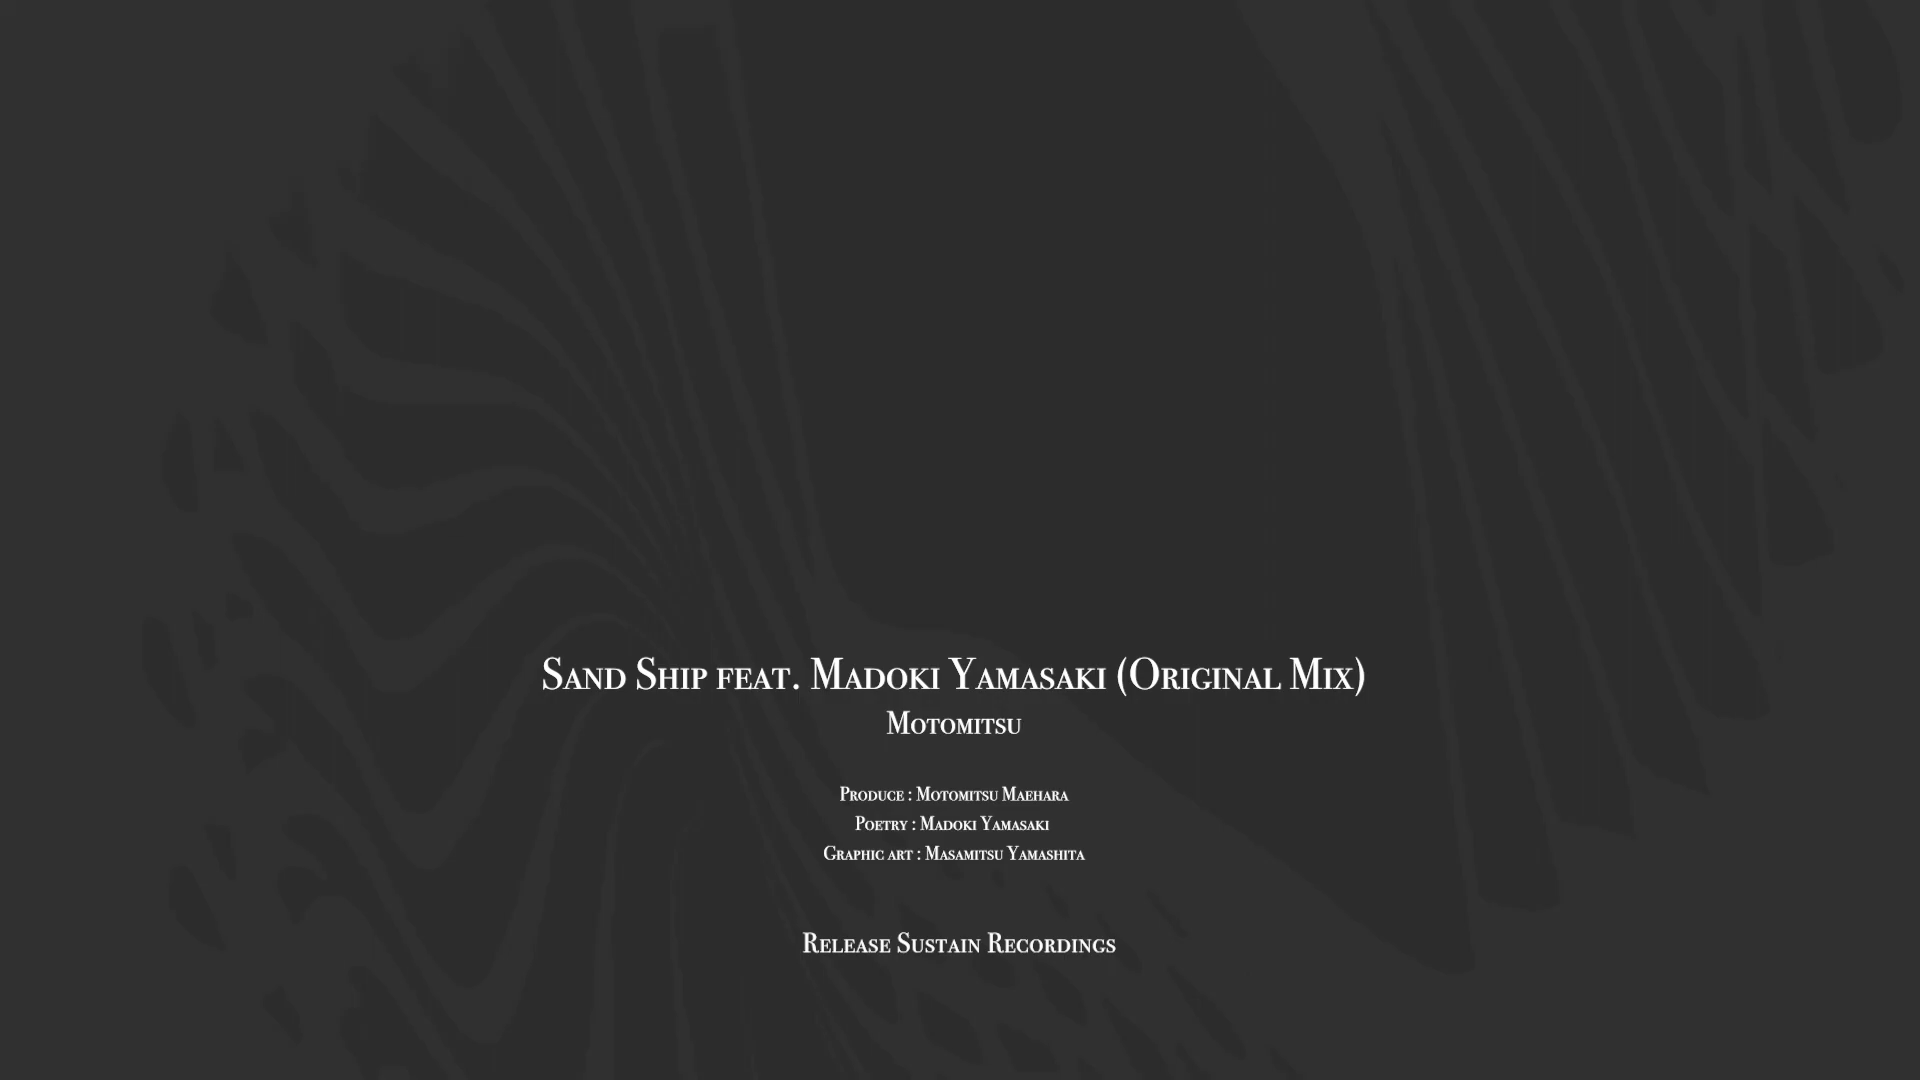 Sand Ship feat. Madoki Yamasaki (Original Mix)
Motomitsu
Produce : Motomitsu Maehara
Poetry : Madoki Yamasaki
Graphic art : Masamitsu Yamashita
Release Sustain Recordings